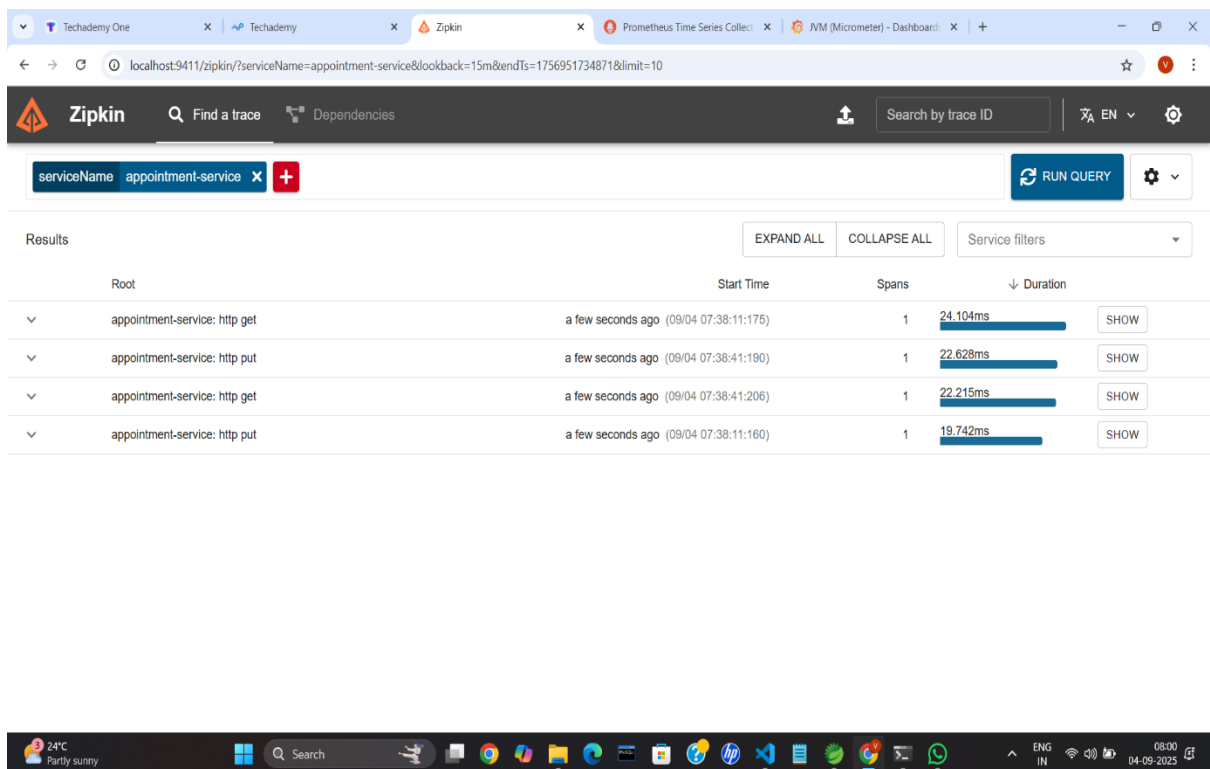 Techademy One
Techademy
Zipkin
Prometheus Time Series Collect
JVM (Micrometer) - Dashboard
localhost:9411/zipkin/?serviceName=appointment-service&lookback=15m&endTs=1756951734871&limit=10
V
Zipkin Find a trace Dependencies Search by trace ID EN
serviceName appointment-service RUN QUERY
Results EXPAND ALL COLLAPSE ALL Service filters
Root Start Time Spans Duration
appointment-service: http get a few seconds ago (09/04 07:38:11:175) 1 24.104ms SHOW
appointment-service: http put a few seconds ago (09/04 07:38:41:190) 1 22.628ms SHOW
appointment-service: http get a few seconds ago (09/04 07:38:41:206) 1 22.215ms SHOW
appointment-service: http put a few seconds ago (09/04 07:38:11:160) 1 19.742ms SHOW
3 24°C
Partly sunny
Search
hp
ENG
IN
08:00
04-09-2025